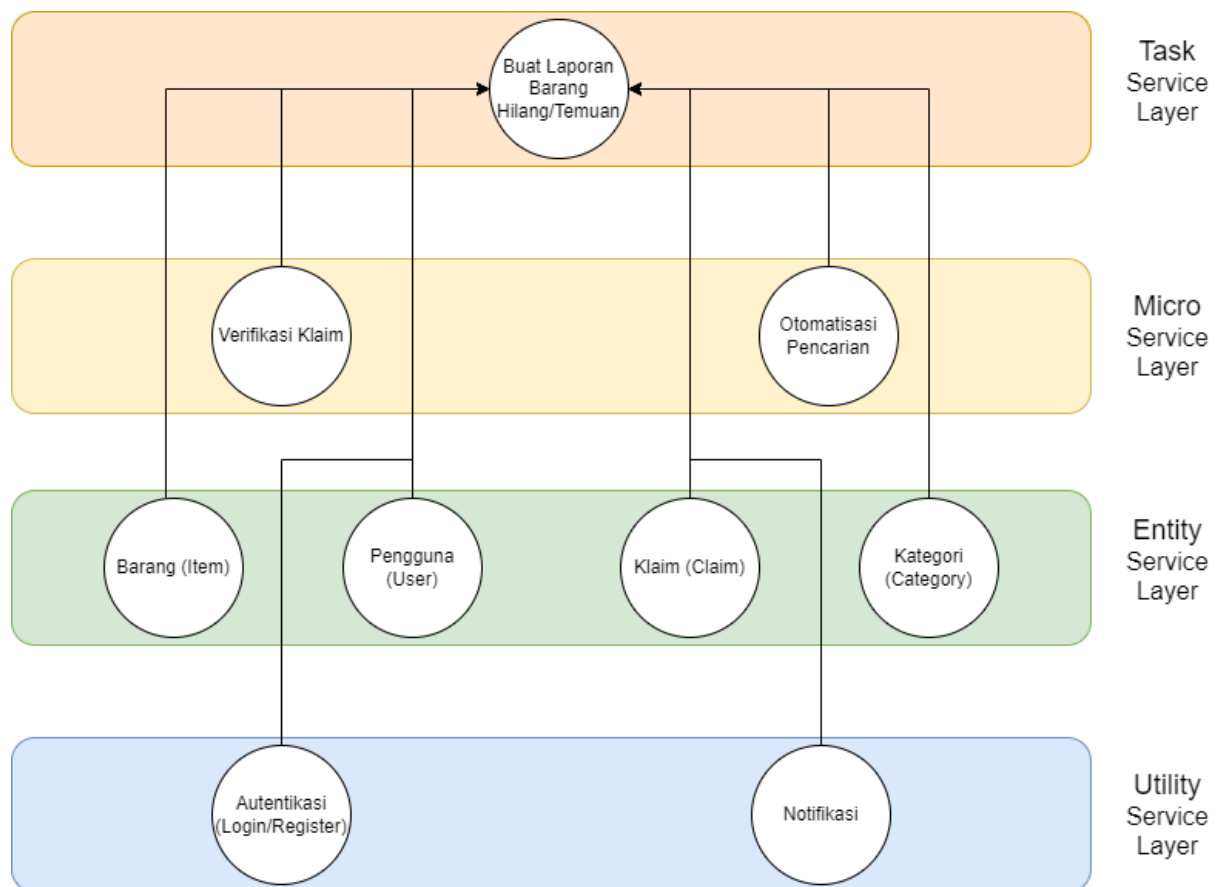 Buat Laporan
Barang
Hilang/Temuan
Task
Service
Layer
Verifikasi Klaim
Otomatisasi
Pencarian
Micro
Service
Layer
Barang (Item)
Pengguna
(User)
Klaim (Claim)
Kategori
(Category)
Entity
Service
Layer
Autentikasi
(Login/Register)
Notifikasi
Utility
Service
Layer